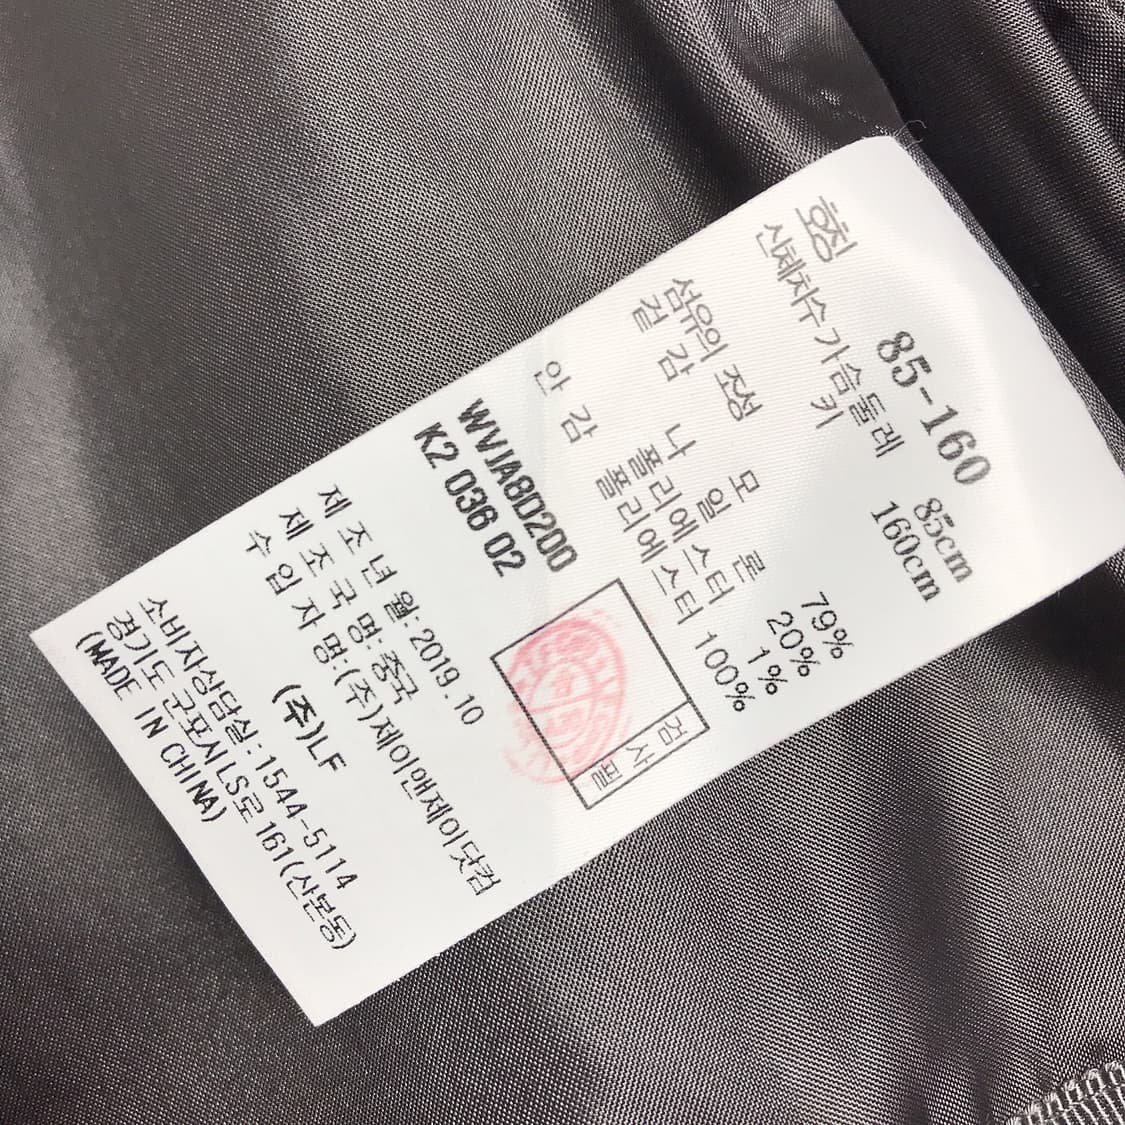 호칭 85-160
신체치수가슴둘레 85cm
키 160cm
섬유의 조성
겉 감 모 79%
나 일 론 20%
폴리에스터 1%
안 감 폴리에스터 100%
검사필
WVJA8D200
K2 036 02
제 조 년 월: 2019.10
제 조 국 명: 중국
수 입 자 명:(주)제이앤제이닷컴
(주)LF
소비자상담실:1544-5114
경기도 군포시LS로 161(산본동)
(MADE IN CHINA)